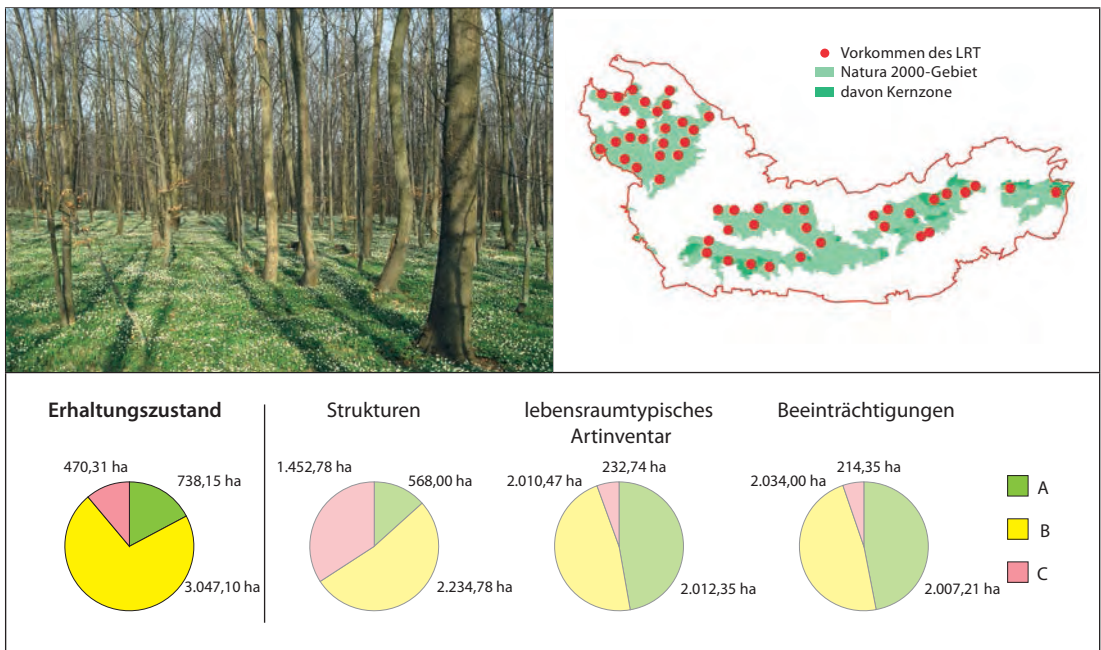 Vorkommen des LRT
Natura 2000-Gebiet
davon Kernzone
Erhaltungszustand
Strukturen
lebensraumtypisches
Artinventar
Beeinträchtigungen
470,31 ha
738,15 ha
3.047,10 ha
1.452,78 ha
568,00 ha
2.234,78 ha
232,74 ha
2.010,47 ha
2.012,35 ha
214,35 ha
2.034,00 ha
2.007,21 ha
A
B
C